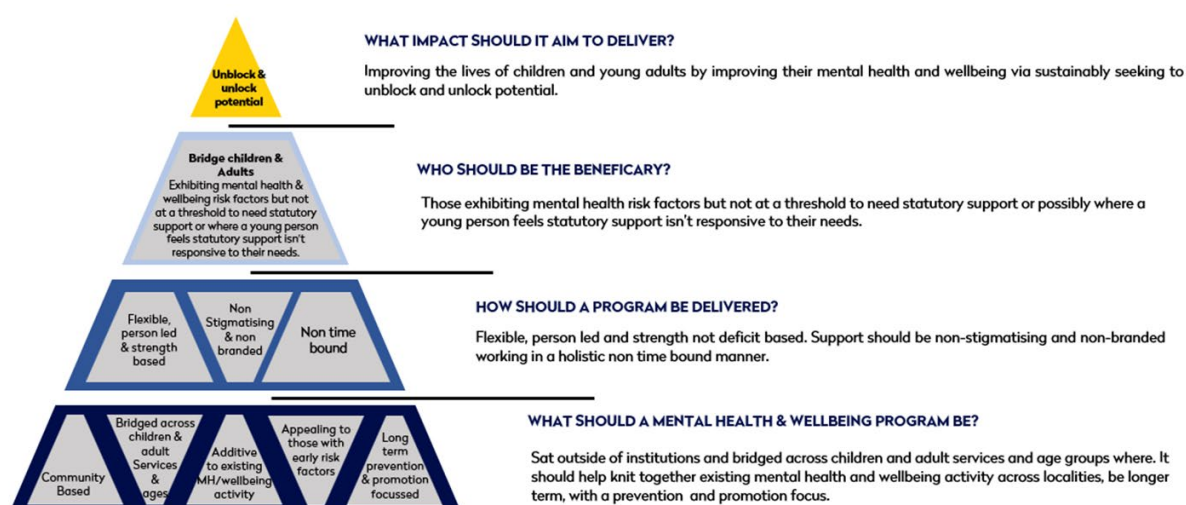 Unblock &
unlock
potential
WHAT IMPACT SHOULD IT AIM TO DELIVER?
Improving the lives of children and young adults by improving their mental health and wellbeing via sustainably seeking to
unblock and unlock potential.
Bridge children &
Adults
Exhibiting mental health &
wellbeing risk factors but not
at a threshold to need statutory
support or where a young person
feels statutory support isn't
responsive to their needs.
WHO SHOULD BE THE BENEFICARY?
Those exhibiting mental health risk factors but not at a threshold to need statutory support or possibly where a
young person feels statutory support isn't responsive to their needs.
Flexible,
person led
& strength
based
Non
Stigmatising
& non
branded
Non time
bound
HOW SHOULD A PROGRAM BE DELIVERED?
Flexible, person led and strength not deficit based. Support should be non-stigmatising and non-branded
working in a holistic non time bound manner.
Community
Based
Bridged across
children &
adult
Services
&
ages
Additive
to existing
MH/wellbeing
activity
Appealing to
those with
early risk
factors
Long
term
prevention
& promotion
focussed
WHAT SHOULD A MENTAL HEALTH & WELLBEING PROGRAM BE?
Sat outside of institutions and bridged across children and adult services and age groups where. It
should help knit together existing mental health and wellbeing activity across localities, be longer
term, with a prevention and promotion focus.